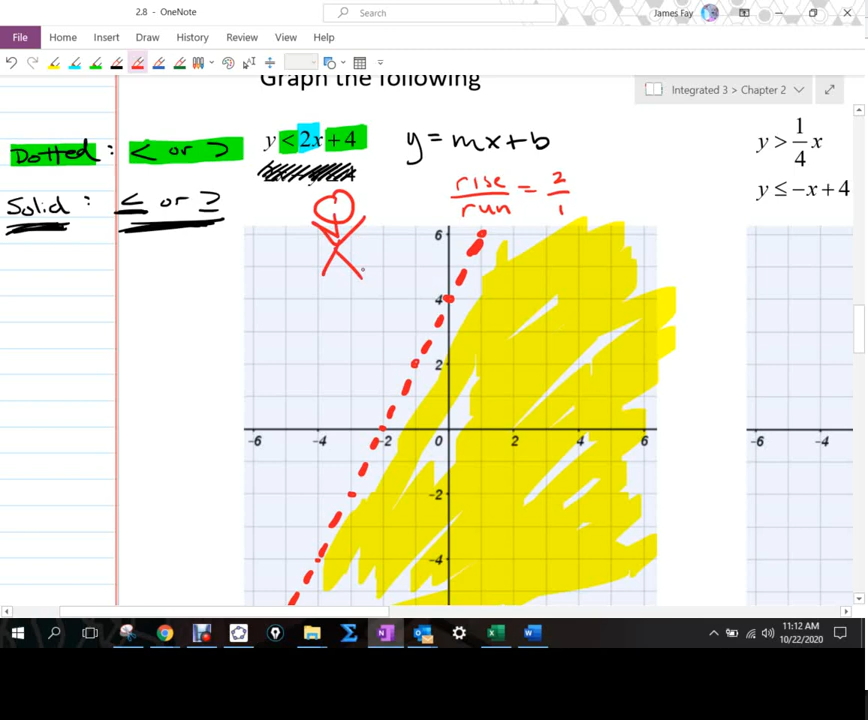 2.8 - OneNote
Search
James Fay
File Home Insert Draw History Review View Help
Graph the following
Integrated 3 > Chapter 2
Dotted : < or >
y < 2x + 4
y = mx + b
y > 1/4 x
Solid : ≤ or ≥
rise/run = 2/1
y ≤ −x + 4
6
4
2
-6 -4 -2 0 2 4 6
-6 -4
-2
-4
11:12 AM
10/22/2020